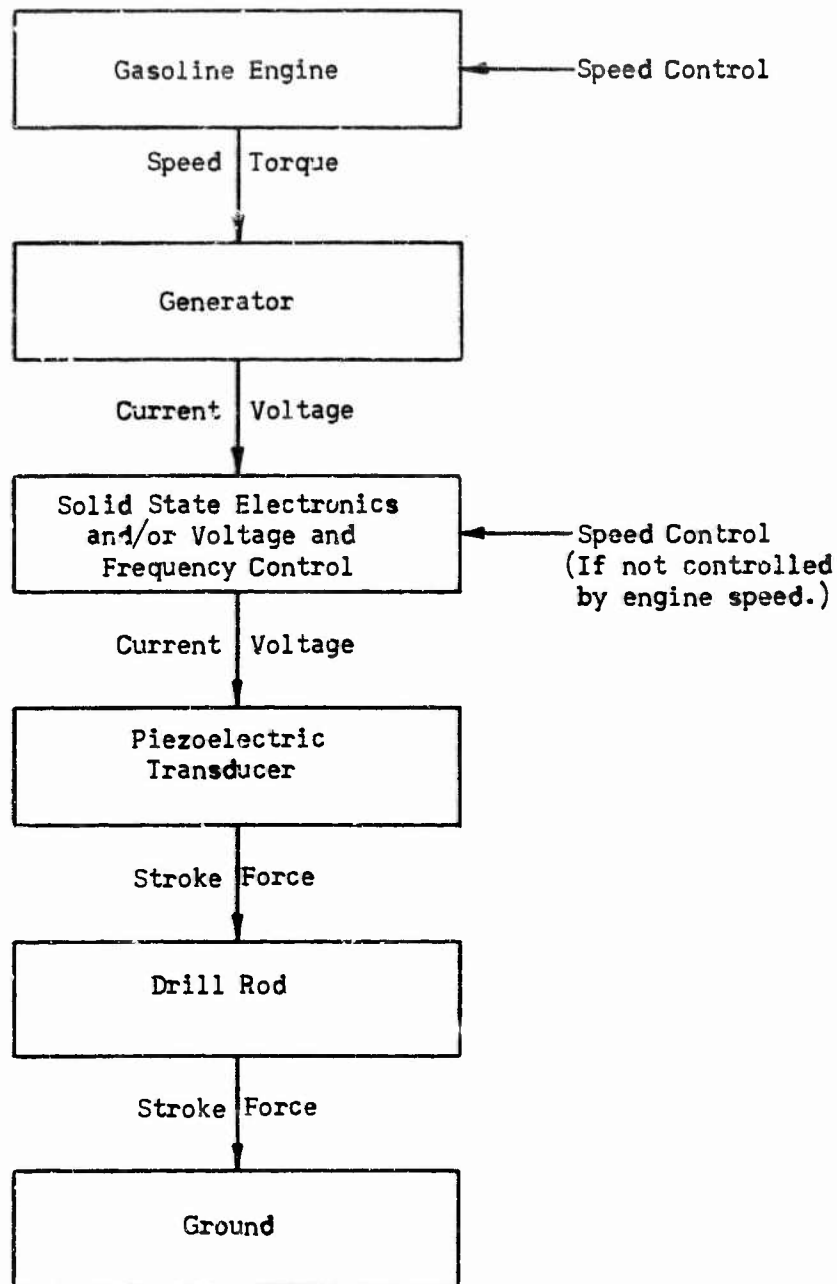 Gasoline Engine
Speed Control
Speed Torque
Generator
Current Voltage
Solid State Electronics
and/or Voltage and
Frequency Control
Speed Control
(If not controlled
by engine speed.)
Current Voltage
Piezoelectric
Transducer
Stroke Force
Drill Rod
Stroke Force
Ground